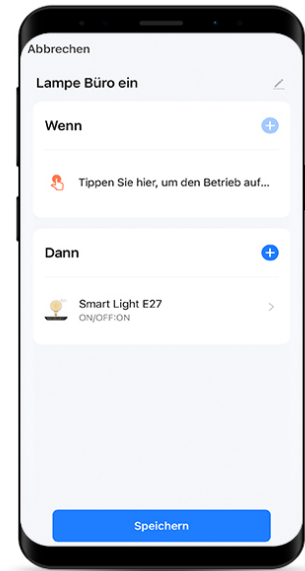 Abbrechen
Lampe Büro ein
Wenn
Tippen Sie hier, um den Betrieb auf...
Dann
Smart Light E27
ON/OFF:ON
Speichern